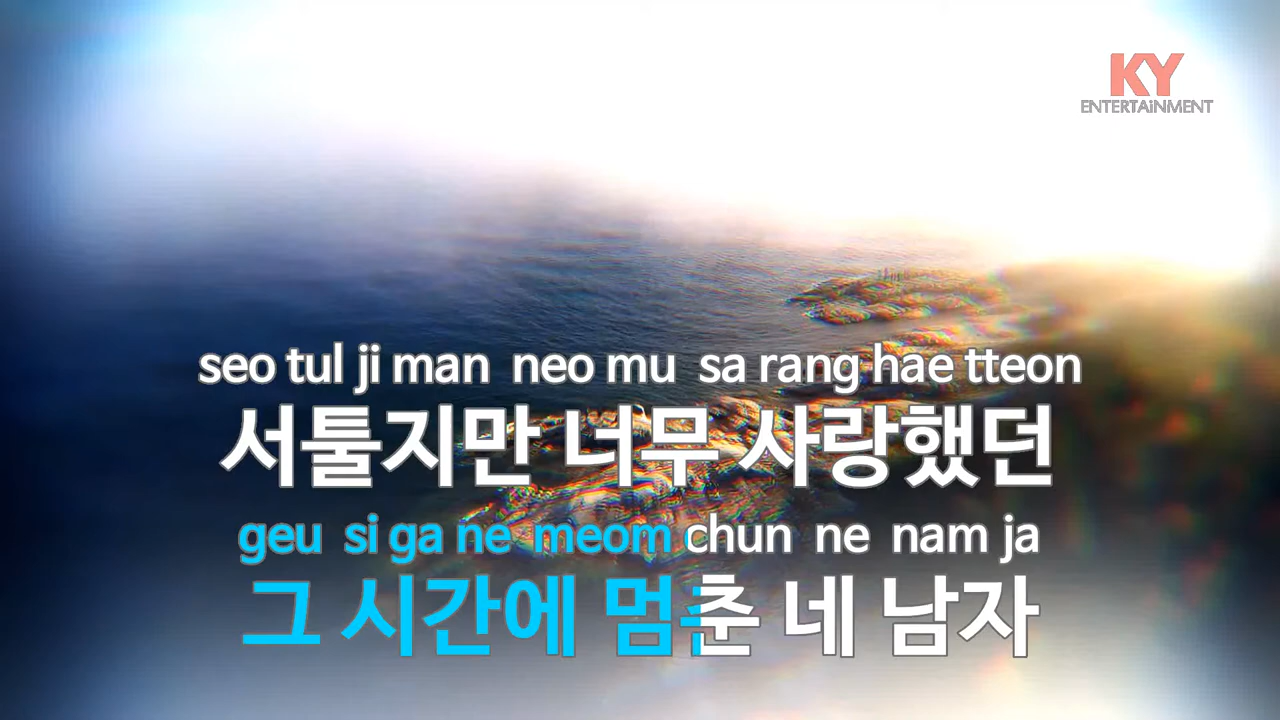 KY
ENTERTAiNMENT
seo tul ji man neo mu sa rang hae tteon
서툴지만 너무 사랑했던
geu si ga ne meom chun ne nam ja
그 시간에 멈춘 네 남자